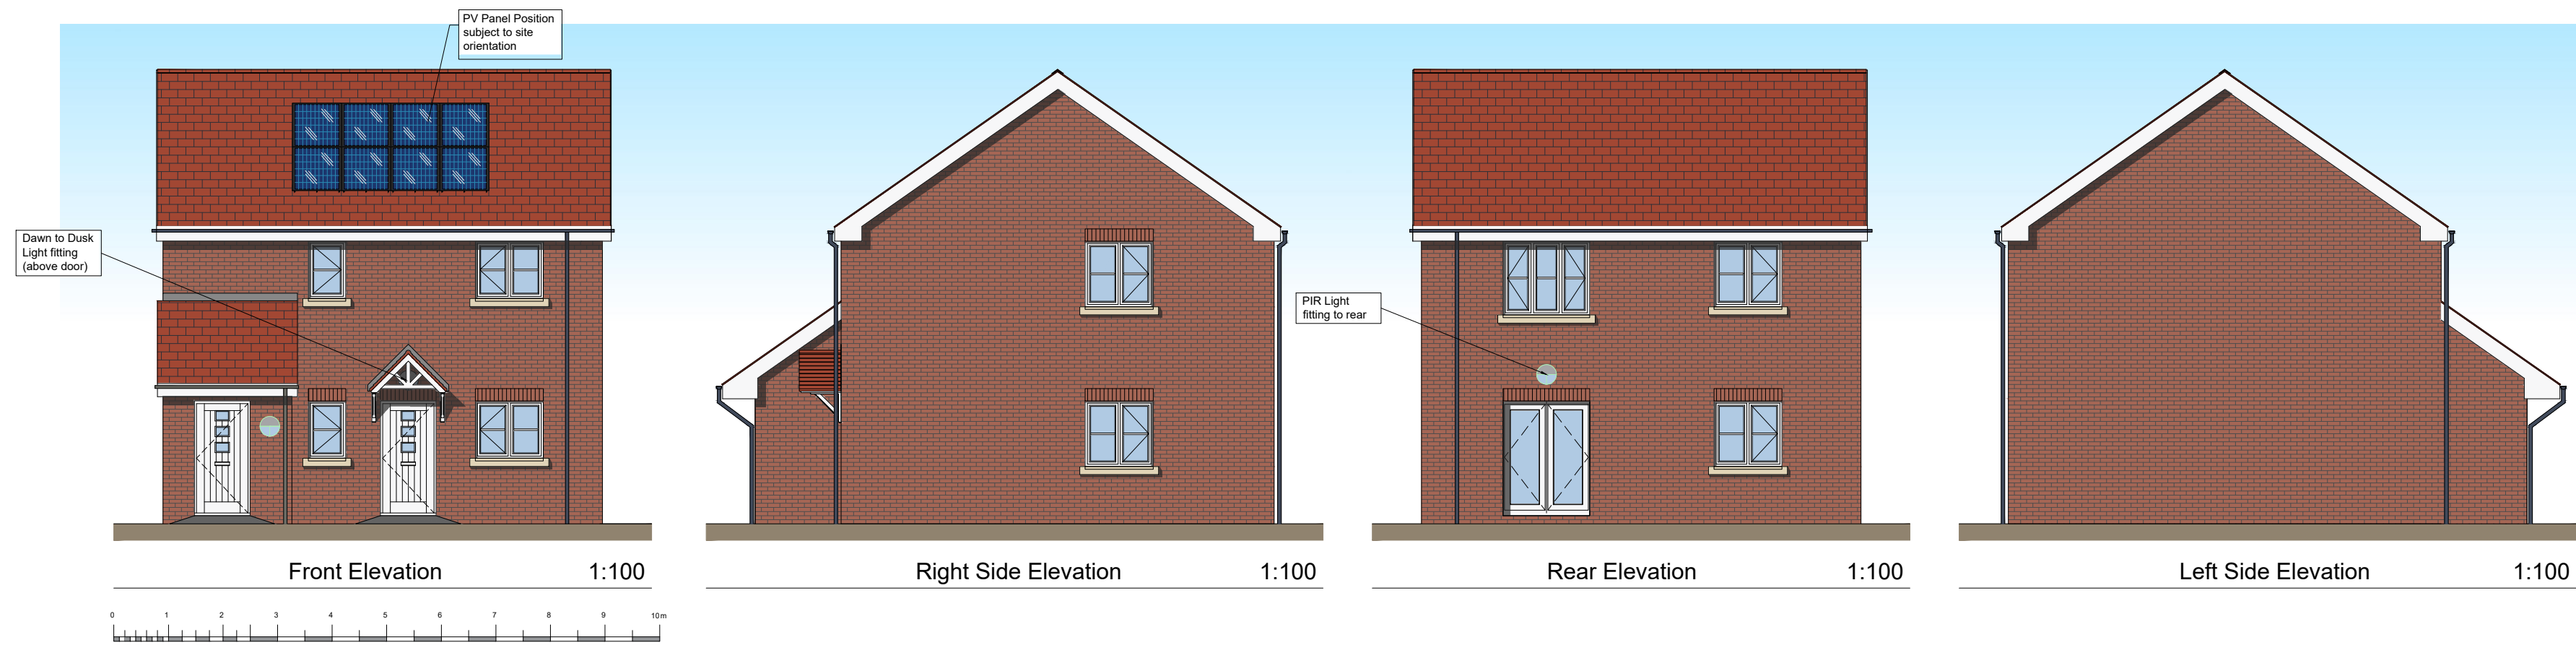 PV Panel Position
subject to site
orientation
Dawn to Dusk
Light fitting
(above door)
PIR Light
fitting to rear
Front Elevation 1:100
Right Side Elevation 1:100
Rear Elevation 1:100
Left Side Elevation 1:100
0 1 2 3 4 5 6 7 8 9 10m